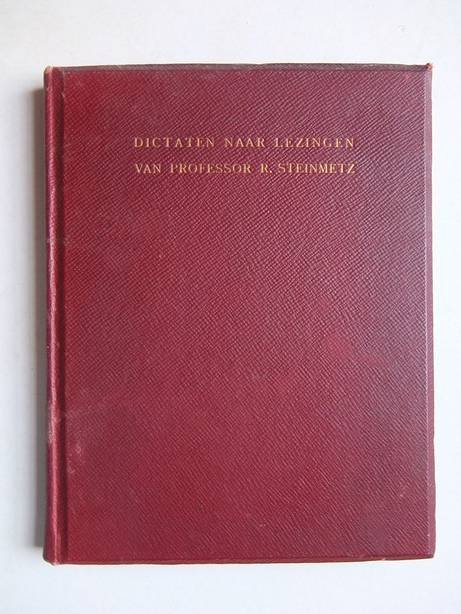 DICTATEN NAAR LEZINGEN
VAN PROFESSOR R. STEINMETZ